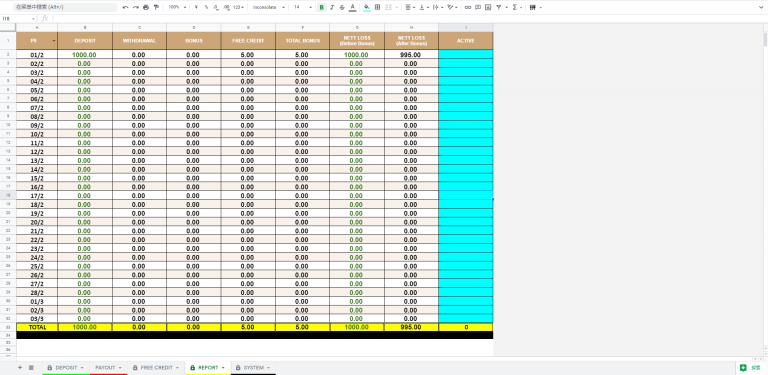 在菜单中搜索 (Alt+/)
100% ¥ % .0 .00 123 Inconsolata 14 B I S A
I18 fx
A B C D E F G H I
1 PF DEPOSIT WITHDRAWAL BONUS FREE CREDIT TOTAL BONUS NETT LOSS (Before Bonus) NETT LOSS (After Bonus) ACTIVE
2 01/2 1000.00 0.00 0.00 5.00 5.00 1000.00 995.00
3 02/2 0.00 0.00 0.00 0.00 0.00 0.00 0.00
4 03/2 0.00 0.00 0.00 0.00 0.00 0.00 0.00
5 04/2 0.00 0.00 0.00 0.00 0.00 0.00 0.00
6 05/2 0.00 0.00 0.00 0.00 0.00 0.00 0.00
7 06/2 0.00 0.00 0.00 0.00 0.00 0.00 0.00
8 07/2 0.00 0.00 0.00 0.00 0.00 0.00 0.00
9 08/2 0.00 0.00 0.00 0.00 0.00 0.00 0.00
10 09/2 0.00 0.00 0.00 0.00 0.00 0.00 0.00
11 10/2 0.00 0.00 0.00 0.00 0.00 0.00 0.00
12 11/2 0.00 0.00 0.00 0.00 0.00 0.00 0.00
13 12/2 0.00 0.00 0.00 0.00 0.00 0.00 0.00
14 13/2 0.00 0.00 0.00 0.00 0.00 0.00 0.00
15 14/2 0.00 0.00 0.00 0.00 0.00 0.00 0.00
16 15/2 0.00 0.00 0.00 0.00 0.00 0.00 0.00
17 16/2 0.00 0.00 0.00 0.00 0.00 0.00 0.00
18 17/2 0.00 0.00 0.00 0.00 0.00 0.00 0.00
19 18/2 0.00 0.00 0.00 0.00 0.00 0.00 0.00
20 19/2 0.00 0.00 0.00 0.00 0.00 0.00 0.00
21 20/2 0.00 0.00 0.00 0.00 0.00 0.00 0.00
22 21/2 0.00 0.00 0.00 0.00 0.00 0.00 0.00
23 22/2 0.00 0.00 0.00 0.00 0.00 0.00 0.00
24 23/2 0.00 0.00 0.00 0.00 0.00 0.00 0.00
25 24/2 0.00 0.00 0.00 0.00 0.00 0.00 0.00
26 25/2 0.00 0.00 0.00 0.00 0.00 0.00 0.00
27 26/2 0.00 0.00 0.00 0.00 0.00 0.00 0.00
28 27/2 0.00 0.00 0.00 0.00 0.00 0.00 0.00
29 28/2 0.00 0.00 0.00 0.00 0.00 0.00 0.00
30 01/3 0.00 0.00 0.00 0.00 0.00 0.00 0.00
31 02/3 0.00 0.00 0.00 0.00 0.00 0.00 0.00
32 03/3 0.00 0.00 0.00 0.00 0.00 0.00 0.00
33 TOTAL 1000.00 0.00 0.00 5.00 5.00 1000.00 995.00 0
34
35
DEPOSIT PAYOUT FREE CREDIT REPORT SYSTEM 探索